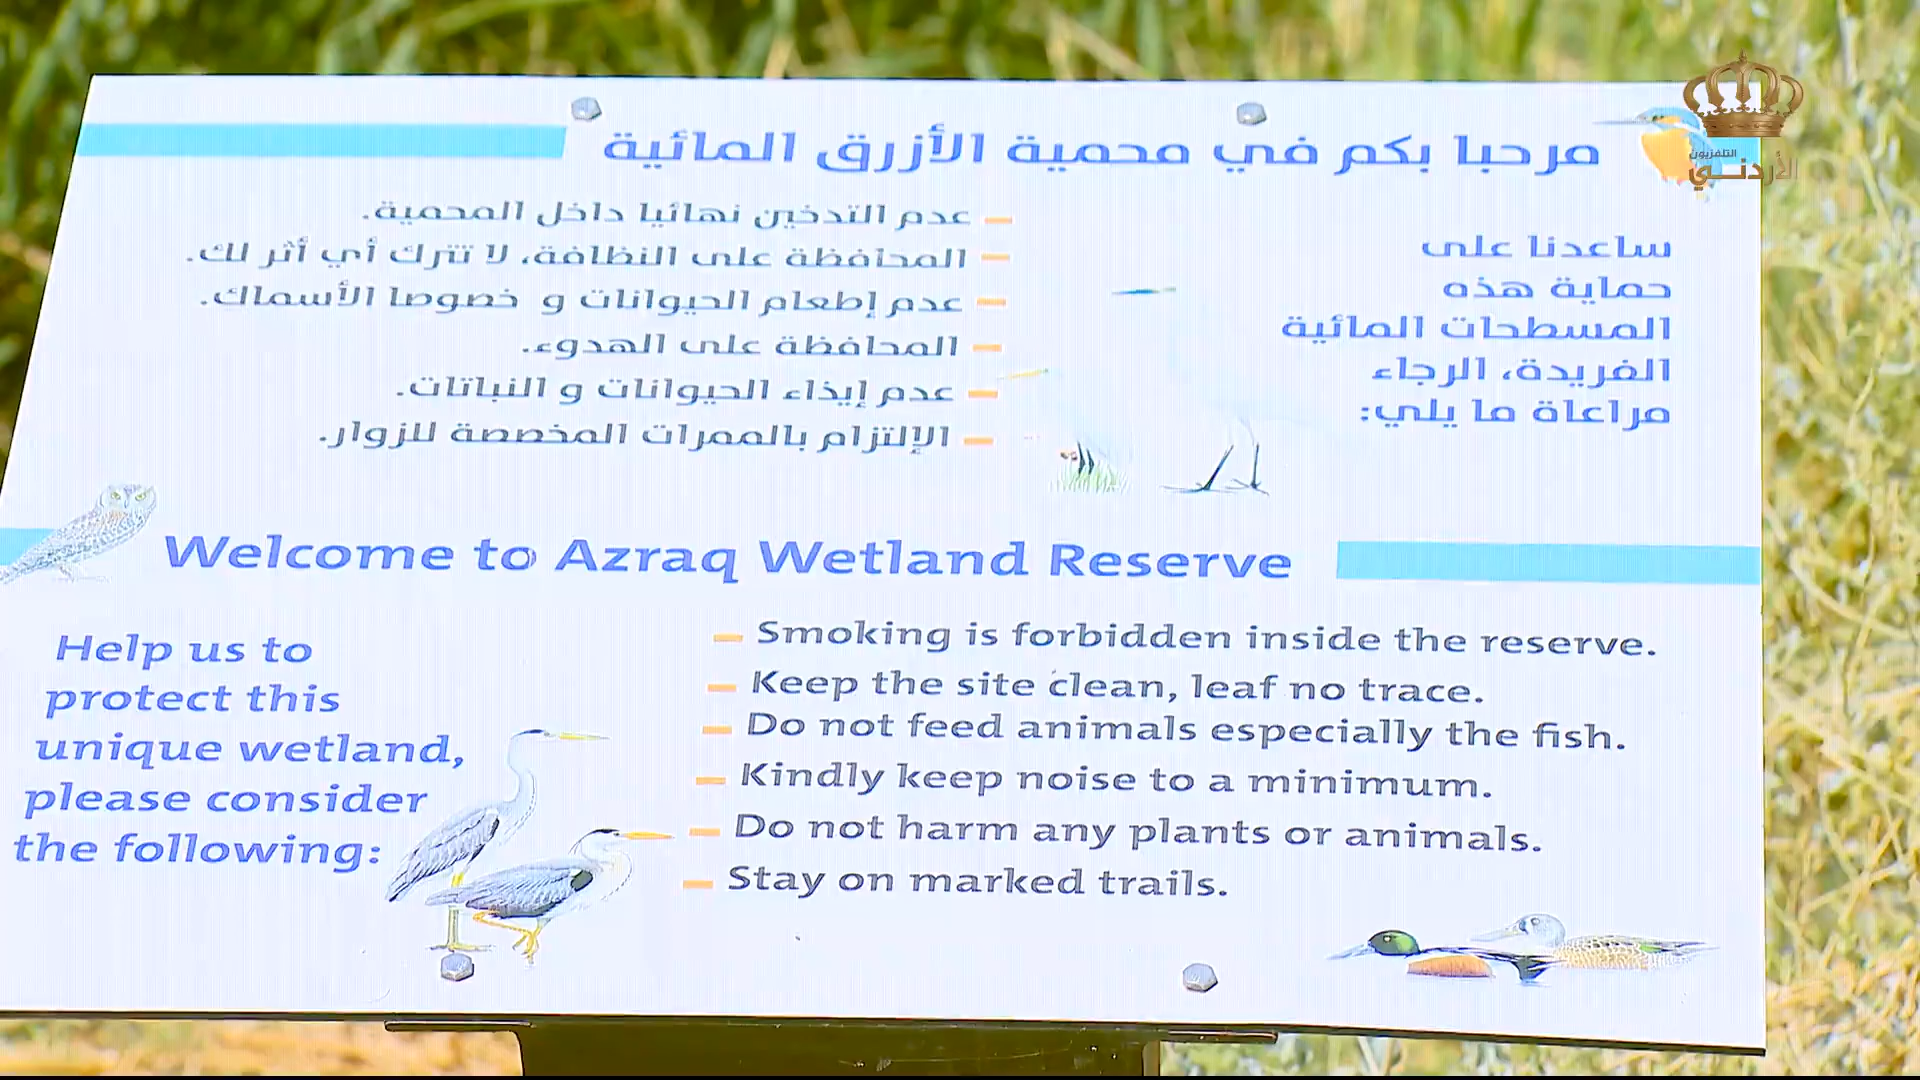 مرحبا بكم في محمية الأزرق المائية
ساعدنا على
حماية هذه
المسطحات المائية
الفريدة، الرجاء
مراعاة ما يلي:
عدم التدخين نهائيا داخل المحمية.
المحافظة على النظافة، لا تترك أي أثر لك.
عدم إطعام الحيوانات و خصوصا الأسماك.
المحافظة على الهدوء.
عدم إيذاء الحيوانات و النباتات.
الإلتزام بالممرات المخصصة للزوار.
Welcome to Azraq Wetland Reserve
Help us to
protect this
unique wetland,
please consider
the following:
Smoking is forbidden inside the reserve.
Keep the site clean, leaf no trace.
Do not feed animals especially the fish.
Kindly keep noise to a minimum.
Do not harm any plants or animals.
Stay on marked trails.
التلفزيون
الأردني